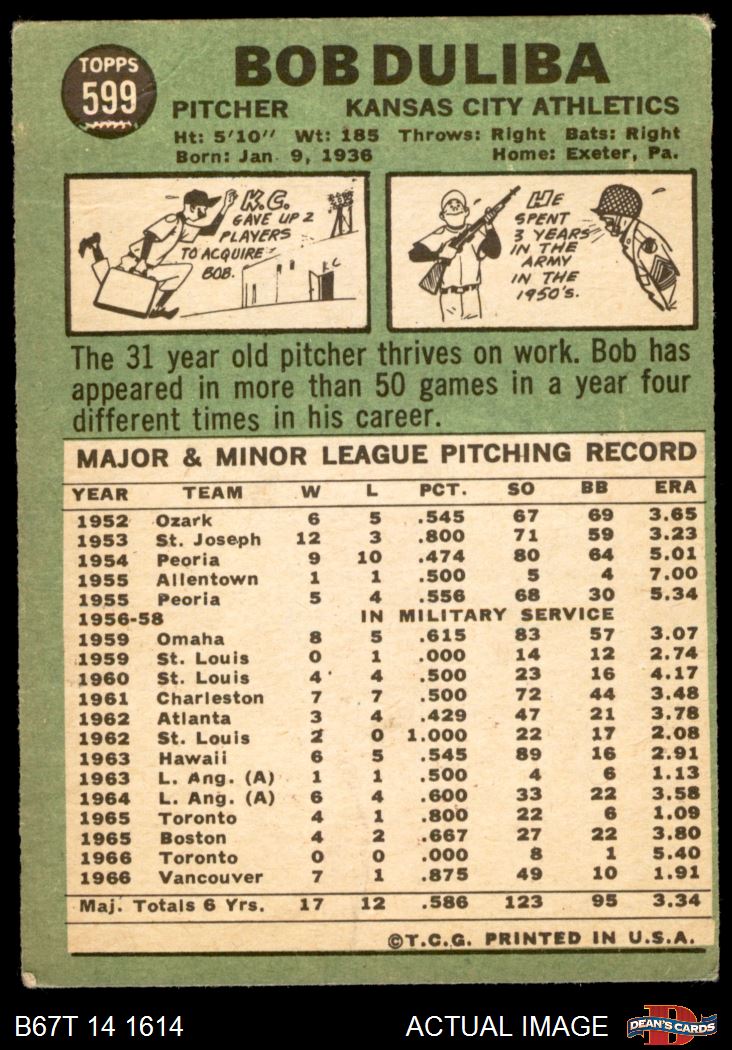 TOPPS
599
BOB DULIBA
PITCHER KANSAS CITY ATHLETICS
Ht: 5'10" Wt: 185 Throws: Right Bats: Right
Born: Jan. 9, 1936 Home: Exeter, Pa.
K.C.
GAVE UP 2
PLAYERS
TO ACQUIRE
BOB.
K C
HE
SPENT
3 YEARS
IN THE
ARMY
IN THE
1950'S.
The 31 year old pitcher thrives on work. Bob has
appeared in more than 50 games in a year four
different times in his career.
MAJOR & MINOR LEAGUE PITCHING RECORD
YEAR TEAM W L PCT. SO BB ERA
1952 Ozark 6 5 .545 67 69 3.65
1953 St. Joseph 12 3 .800 71 59 3.23
1954 Peoria 9 10 .474 80 64 5.01
1955 Allentown 1 1 .500 5 4 7.00
1955 Peoria 5 4 .556 68 30 5.34
1956-58 IN MILITARY SERVICE
1959 Omaha 8 5 .615 83 57 3.07
1959 St. Louis 0 1 .000 14 12 2.74
1960 St. Louis 4 4 .500 23 16 4.17
1961 Charleston 7 7 .500 72 44 3.48
1962 Atlanta 3 4 .429 47 21 3.78
1962 St. Louis 2 0 1.000 22 17 2.08
1963 Hawaii 6 5 .545 89 16 2.91
1963 L. Ang. (A) 1 1 .500 4 6 1.13
1964 L. Ang. (A) 6 4 .600 33 22 3.58
1965 Toronto 4 1 .800 22 6 1.09
1965 Boston 4 2 .667 27 22 3.80
1966 Toronto 0 0 .000 8 1 5.40
1966 Vancouver 7 1 .875 49 10 1.91
Maj. Totals 6 Yrs. 17 12 .586 123 95 3.34
©T.C.G. PRINTED IN U.S.A.
B67T 14 1614 ACTUAL IMAGE
D
DEAN'S CARDS